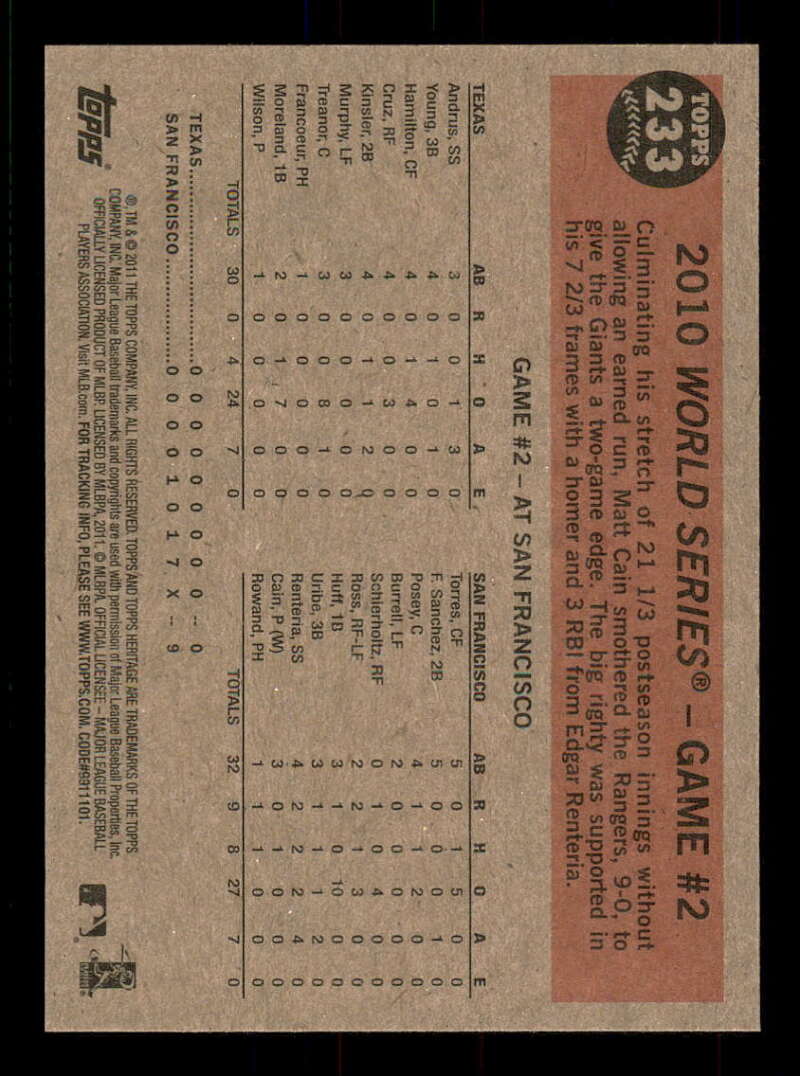 TOPPS
233
2010 WORLD SERIES® – GAME #2
Culminating his stretch of 21 1/3 postseason innings without
allowing an earned run, Matt Cain smothered the Rangers, 9-0, to
give the Giants a two-game edge. The big righty was supported in
his 7 2/3 frames with a homer and 3 RBI from Edgar Renteria.
GAME #2 – AT SAN FRANCISCO
TEXAS AB R H O A E
Andrus, SS 3 0 0 1 3 0
Young, 3B 4 0 1 0 1 0
Hamilton, CF 4 0 1 4 0 0
Cruz, RF 4 0 0 3 0 0
Kinsler, 2B 4 0 1 1 2 0
Murphy, LF 3 0 0 0 0 0
Treanor, C 3 0 0 8 1 0
Francoeur, PH 1 0 0 0 0 0
Moreland, 1B 2 0 1 7 0 0
Wilson, P 1 0 0 0 0 0
TOTALS 30 0 4 24 7 0
SAN FRANCISCO AB R H O A E
Torres, CF 5 0 1 5 0 0
F. Sanchez, 2B 5 0 0 0 1 0
Posey, C 4 1 1 2 0 0
Burrell, LF 2 0 0 0 0 0
Schierholtz, RF 0 1 0 4 0 0
Ross, RF-LF 2 2 1 3 0 0
Huff, 1B 3 1 0 10 0 0
Uribe, 3B 3 1 1 1 2 0
Renteria, SS 4 2 2 2 4 0
Cain, P (W) 3 0 1 0 0 0
Rowand, PH 1 1 1 0 0 0
TOTALS 32 9 8 27 7 0
TEXAS....................0 0 0 0 0 0 0 0 0 -- 0
SAN FRANCISCO....................0 0 0 0 1 0 1 7 X -- 9
topps®
®, TM & © 2011 THE TOPPS COMPANY, INC. ALL RIGHTS RESERVED. TOPPS AND TOPPS HERITAGE ARE TRADEMARKS OF THE TOPPS
COMPANY, INC. Major League Baseball trademarks and copyrights are used with permission of Major League Baseball Properties, Inc.
OFFICIALLY LICENSED PRODUCT OF MLBP. LICENSED BY MLBPA, 2011. © MLBPA, OFFICIAL LICENSEE – MAJOR LEAGUE BASEBALL
PLAYERS ASSOCIATION. Visit MLB.com. FOR TRACKING INFO, PLEASE SEE WWW.TOPPS.COM. CODE#9911101.